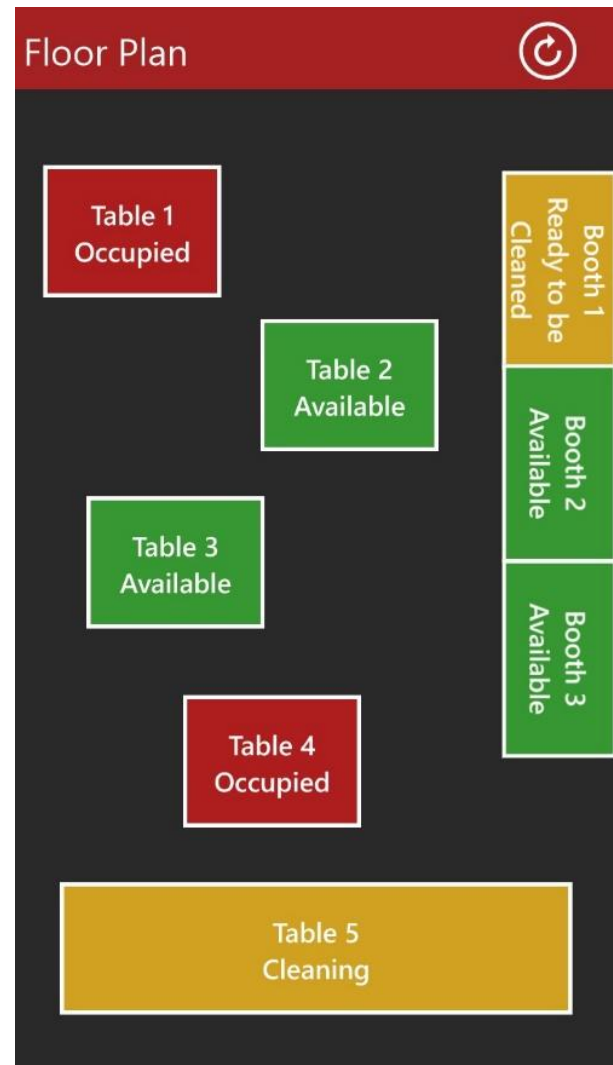 Floor Plan
Table 1
Occupied
Booth 1
Ready to be
Cleaned
Table 2
Available
Booth 2
Available
Table 3
Available
Booth 3
Available
Table 4
Occupied
Table 5
Cleaning